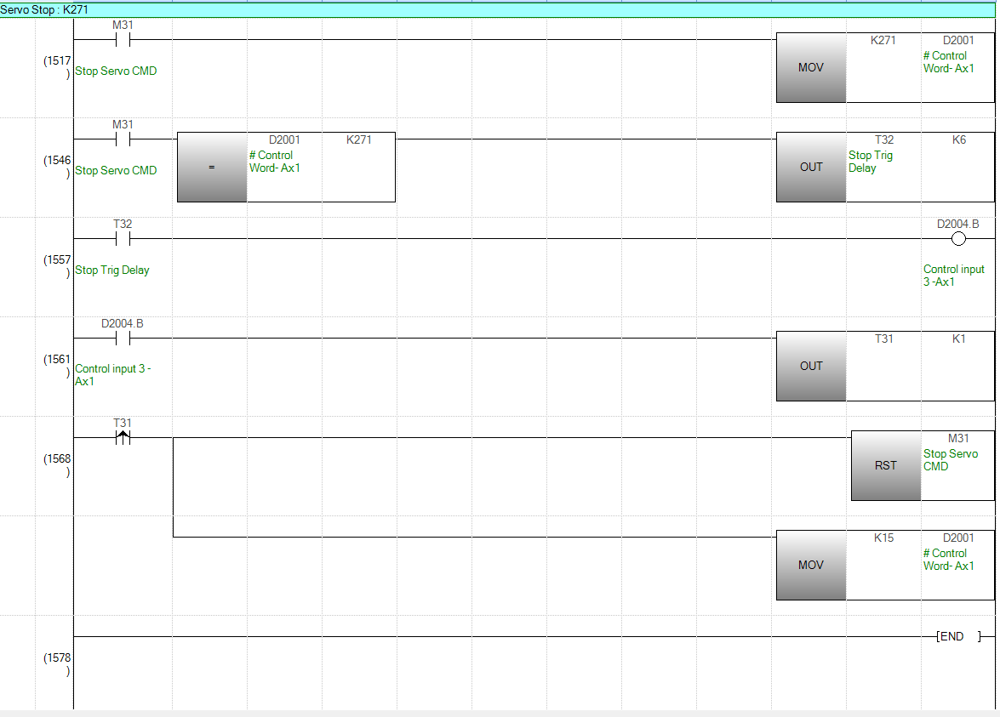 Servo Stop : K271
M31
(1517
)
Stop Servo CMD
MOV
K271
D2001
# Control
Word- Ax1
M31
(1546
)
Stop Servo CMD
=
D2001
# Control
Word- Ax1
K271
OUT
T32
Stop Trig
Delay
K6
T32
(1557
)
Stop Trig Delay
D2004.B
Control input
3 -Ax1
D2004.B
(1561
)
Control input 3 -
Ax1
OUT
T31
K1
T31
(1568
)
RST
M31
Stop Servo
CMD
MOV
K15
D2001
# Control
Word- Ax1
(1578
)
[END ]